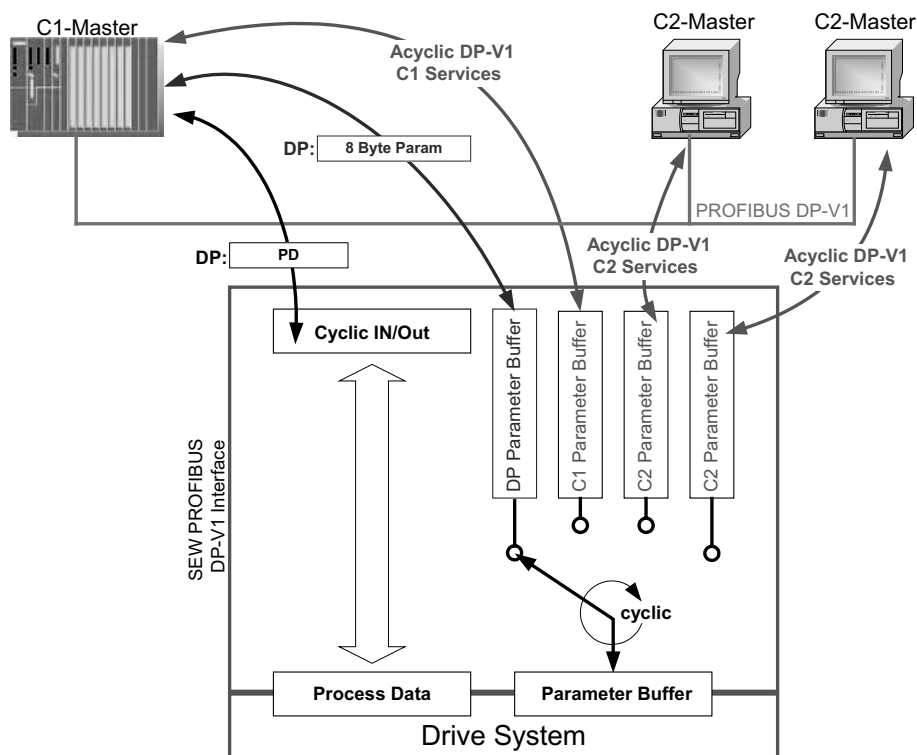 C1-Master
C2-Master
C2-Master
Acyclic DP-V1
C1 Services
DP:
8 Byte Param
PROFIBUS DP-V1
DP:
PD
Acyclic DP-V1
C2 Services
Acyclic DP-V1
C2 Services
Cyclic IN/Out
DP Parameter Buffer
C1 Parameter Buffer
C2 Parameter Buffer
C2 Parameter Buffer
SEW PROFIBUS
DP-V1 Interface
cyclic
Process Data
Parameter Buffer
Drive System